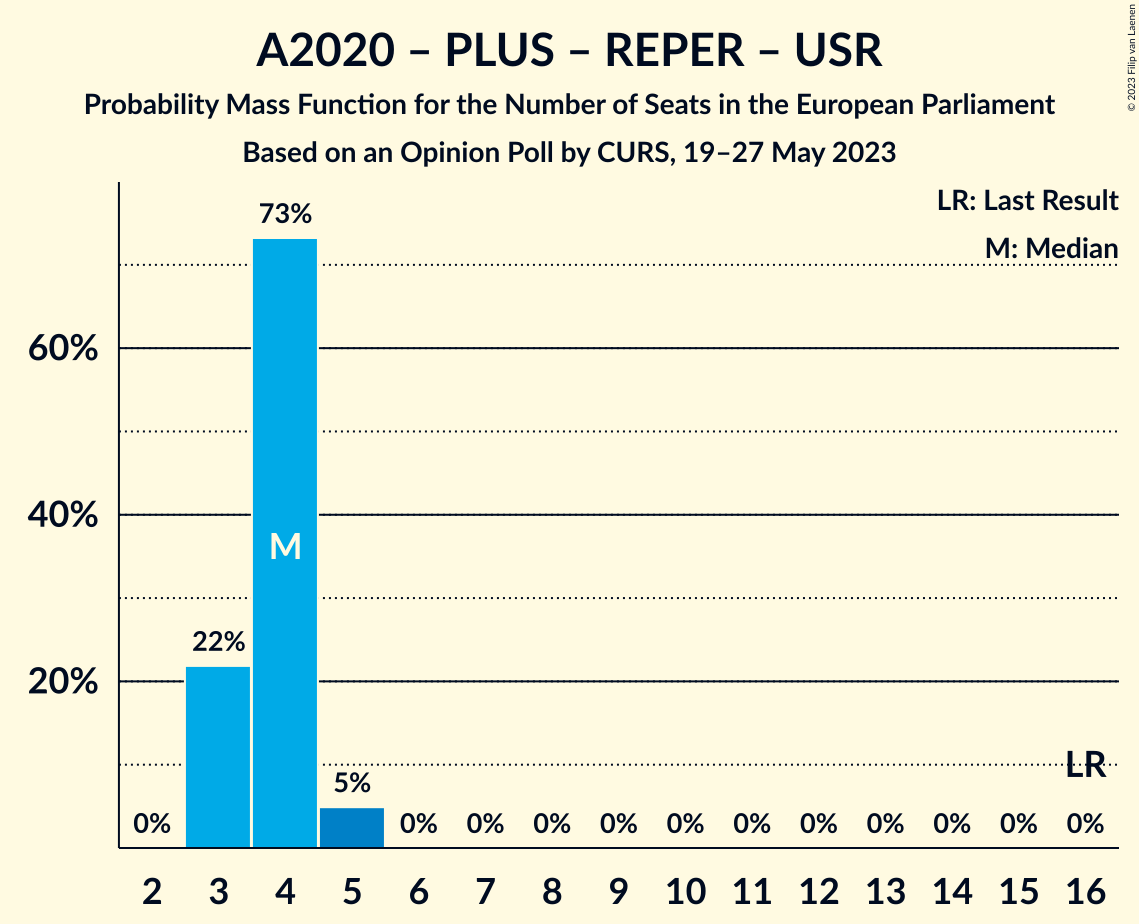 A2020 – PLUS – REPER – USR
Probability Mass Function for the Number of Seats in the European Parliament
Based on an Opinion Poll by CURS, 19–27 May 2023
© 2023 Filip van Laenen
LR: Last Result
M: Median
73%
60%
40%
M
22%
20%
LR
5%
0% 0% 0% 0% 0% 0% 0% 0% 0% 0% 0% 0%
2 3 4 5 6 7 8 9 10 11 12 13 14 15 16